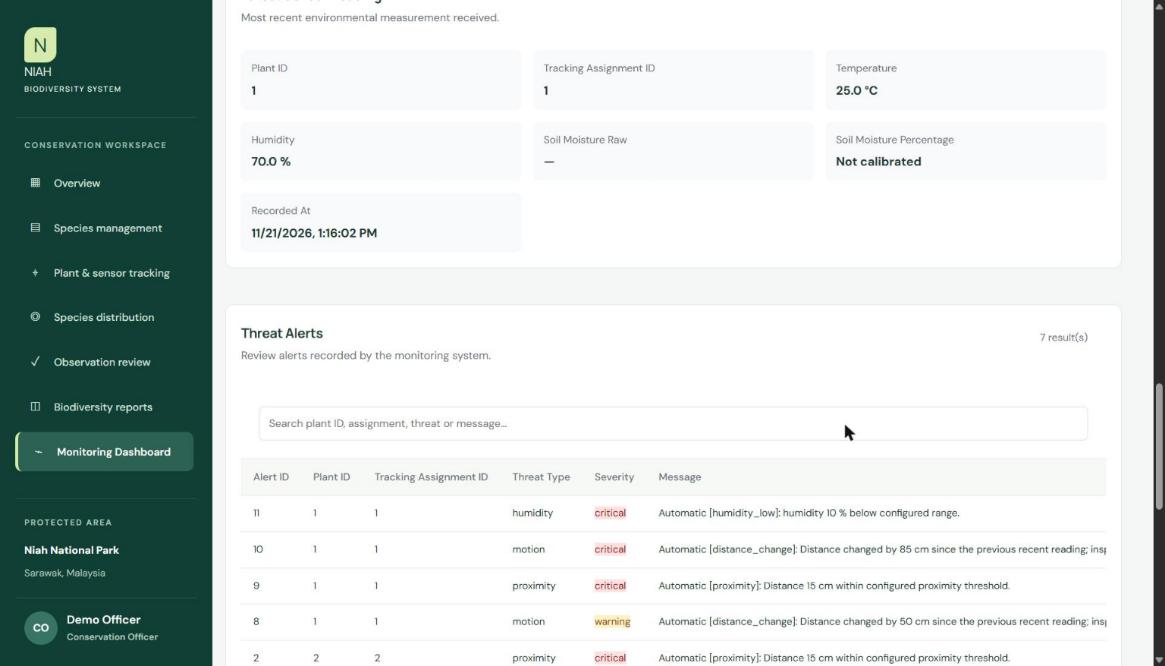 N
NIAH
BIODIVERSITY SYSTEM
CONSERVATION WORKSPACE
Overview
Species management
Plant & sensor tracking
Species distribution
Observation review
Biodiversity reports
Monitoring Dashboard
PROTECTED AREA
Niah National Park
Sarawak, Malaysia
CO
Demo Officer
Conservation Officer
Most recent environmental measurement received.
Plant ID
1
Tracking Assignment ID
1
Temperature
25.0 °C
Humidity
70.0 %
Soil Moisture Raw
—
Soil Moisture Percentage
Not calibrated
Recorded At
11/21/2026, 1:16:02 PM
Threat Alerts
7 result(s)
Review alerts recorded by the monitoring system.
Search plant ID, assignment, threat or message...
Alert ID Plant ID Tracking Assignment ID Threat Type Severity Message
11 1 1 humidity critical Automatic [humidity_low]: humidity 10 % below configured range.
10 1 1 motion critical Automatic [distance_change]: Distance changed by 85 cm since the previous recent reading; insp
9 1 1 proximity critical Automatic [proximity]: Distance 15 cm within configured proximity threshold.
8 1 1 motion warning Automatic [distance_change]: Distance changed by 50 cm since the previous recent reading; insp
2 2 2 proximity critical Automatic [proximity]: Distance 15 cm within configured proximity threshold.